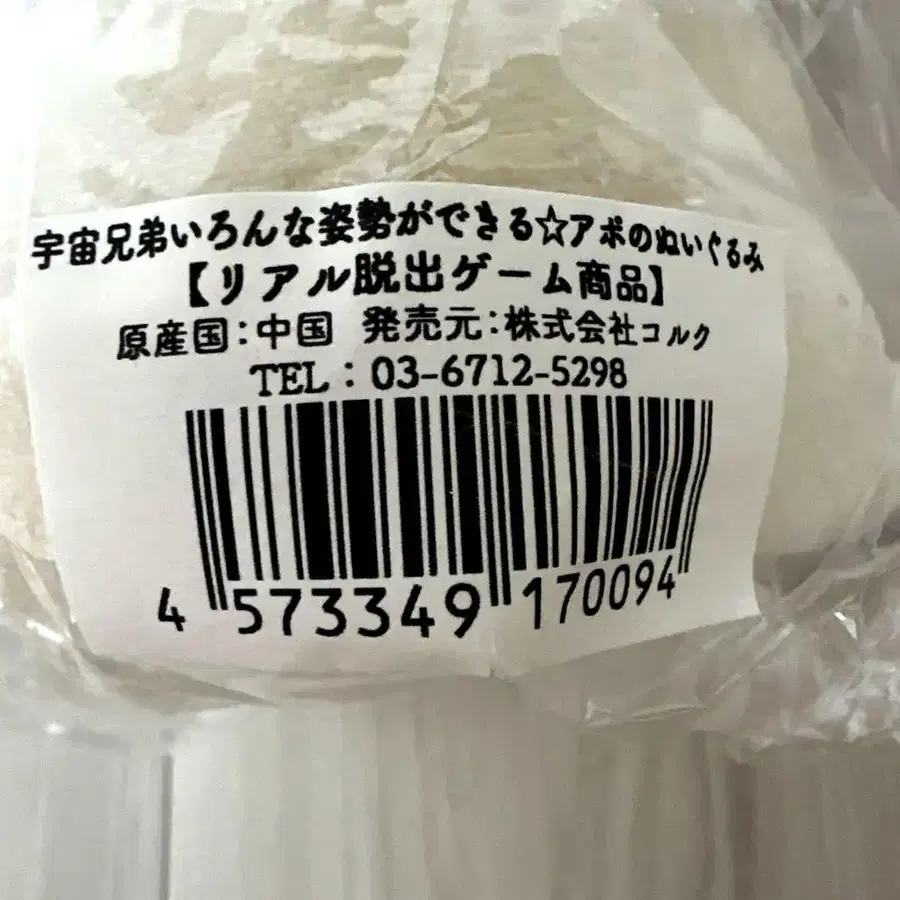 宇宙兄弟いろんな姿勢ができる☆アポのぬいぐるみ
【リアル脱出ゲーム商品】
原産国：中国 発売元：株式会社コルク
TEL：03-6712-5298
4 573349 170094